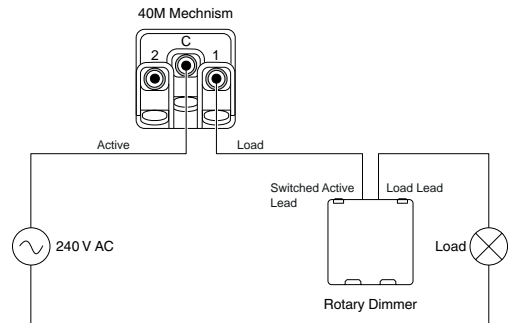 40M Mechnism
C
2
1
Active
Load
Switched Active
Lead
Load Lead
240 V AC
Load
Rotary Dimmer